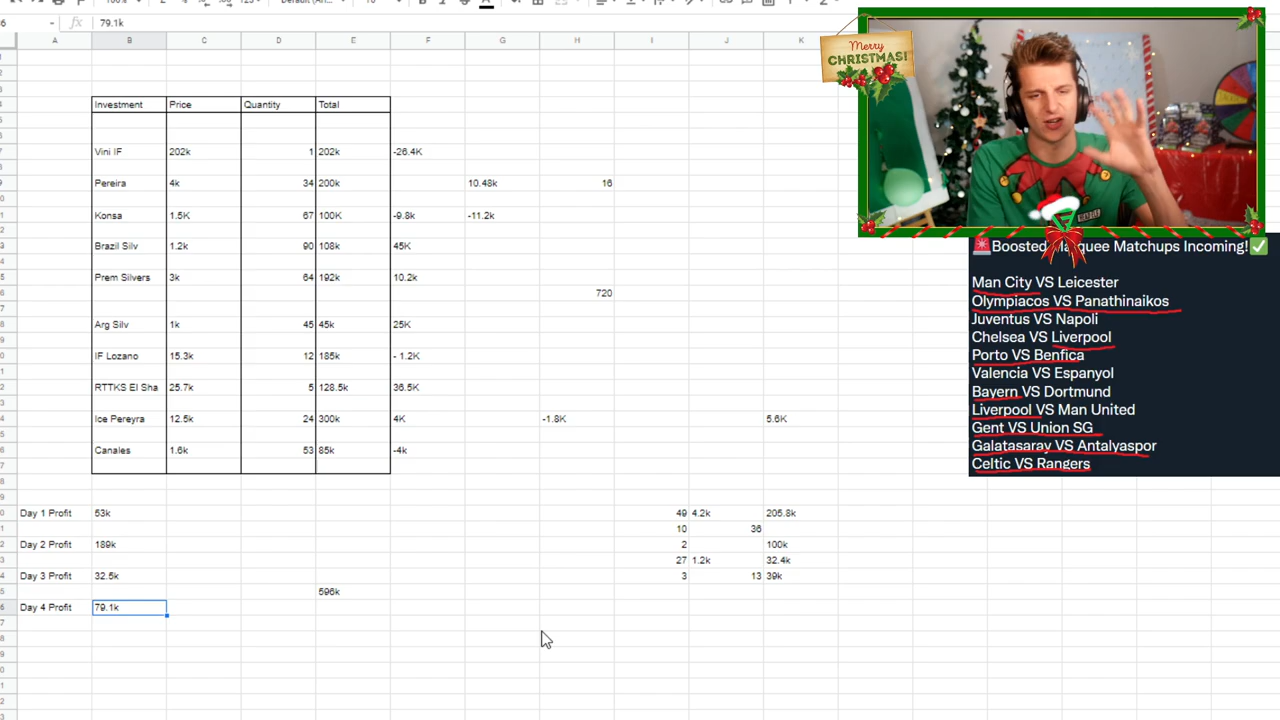 79.1k
A B C D E F G H I J K
Investment Price Quantity Total
Vini IF 202k 1 202k -26.4K
Pereira 4k 34 200k 10.48k 16
Konsa 1.5K 67 100K -9.8k -11.2k
Brazil Silv 1.2k 90 108k 45K
Prem Silvers 3k 64 192k 10.2k
720
Arg Silv 1k 45 45k 25K
IF Lozano 15.3k 12 185k - 1.2K
RTTKS El Sha 25.7k 5 128.5k 36.5K
Ice Pereyra 12.5k 24 300k 4K -1.8K 5.6K
Canales 1.6k 53 85k -4k
Day 1 Profit 53k 49 4.2k 205.8k
10 36
Day 2 Profit 189k 2 100k
27 1.2k 32.4k
Day 3 Profit 32.5k 3 13 39k
596k
Day 4 Profit 79.1k
Merry
CHRISTMAS!
🚨Boosted Marquee Matchups Incoming!✅
Man City VS Leicester
Olympiacos VS Panathinaikos
Juventus VS Napoli
Chelsea VS Liverpool
Porto VS Benfica
Valencia VS Espanyol
Bayern VS Dortmund
Liverpool VS Man United
Gent VS Union SG
Galatasaray VS Antalyaspor
Celtic VS Rangers